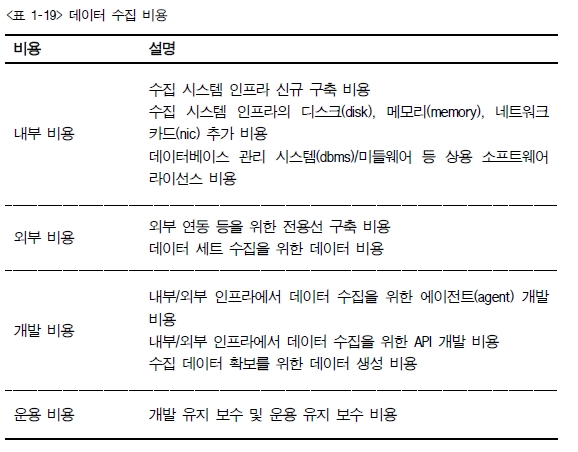 <표 1-19> 데이터 수집 비용
비용 설명
내부 비용
수집 시스템 인프라 신규 구축 비용
수집 시스템 인프라의 디스크(disk), 메모리(memory), 네트워크
카드(nic) 추가 비용
데이터베이스 관리 시스템(dbms)/미들웨어 등 상용 소프트웨어
라이선스 비용
외부 비용
외부 연동 등을 위한 전용선 구축 비용
데이터 세트 수집을 위한 데이터 비용
개발 비용
내부/외부 인프라에서 데이터 수집을 위한 에이전트(agent) 개발
비용
내부/외부 인프라에서 데이터 수집을 위한 API 개발 비용
수집 데이터 확보를 위한 데이터 생성 비용
운용 비용
개발 유지 보수 및 운용 유지 보수 비용